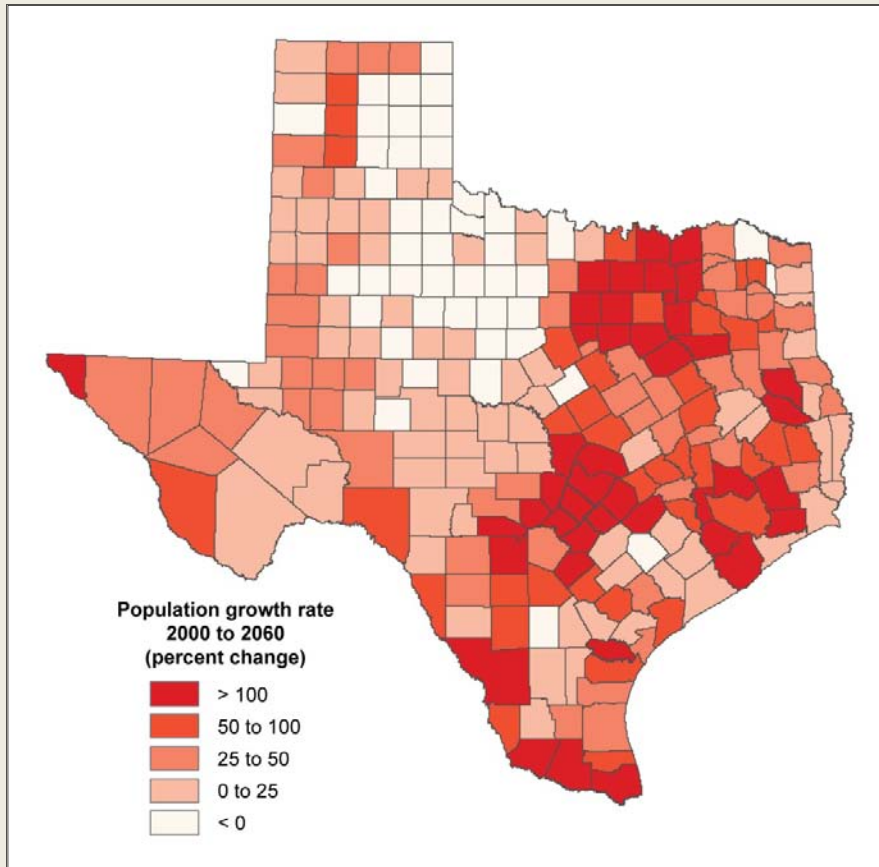 Population growth rate
2000 to 2060
(percent change)
> 100
50 to 100
25 to 50
0 to 25
< 0